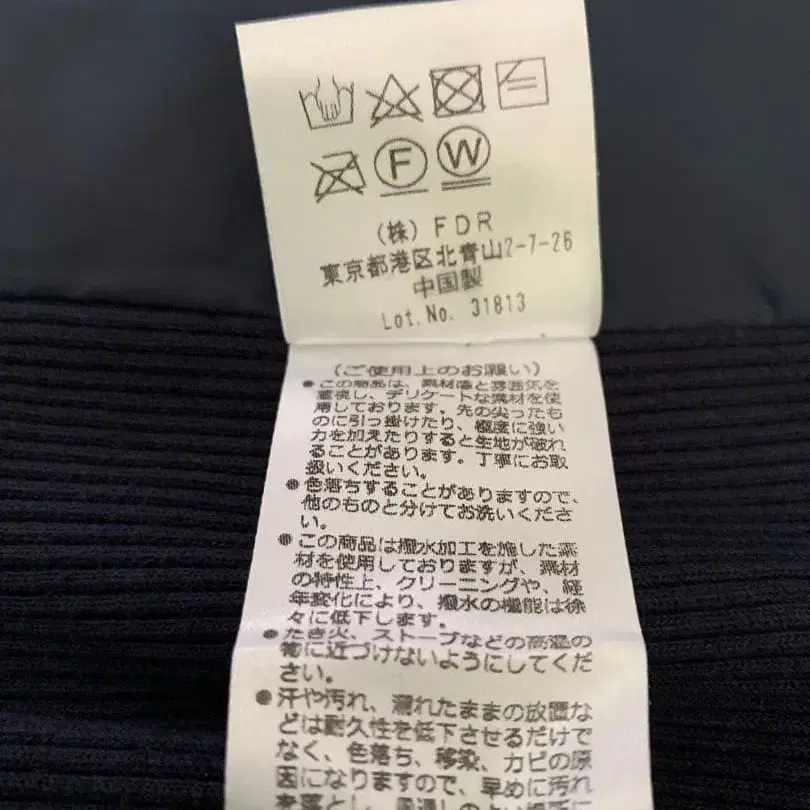 F W
(株) FDR
東京都港区北青山2-7-26
中国製
Lot.No. 31813
(ご使用上のお願い)
●この商品は、素材感と雰囲気を
重視し、デリケートな素材を使
用しております。先の尖ったも
のに引っ掛けたり、極度に強い
力を加えたりすると生地が破れ
ることがあります。丁寧にお取
扱いください。
●色落ちすることがありますので、
他のものと分けてお洗いくださ
い。
●この商品は撥水加工を施した素
材を使用しておりますが、素材
の特性上、クリーニングや、経
年変化により、撥水の機能は徐
々に低下します。
●たき火、ストーブなどの高温の
物に近づけないようにしてくだ
さい。
●汗や汚れ、濡れたままの放置な
どは耐久性を低下させるだけで
なく、色落ち、移染、カビの原
因になりますので、早めに汚れ
を落とし、風通しのよい場所に